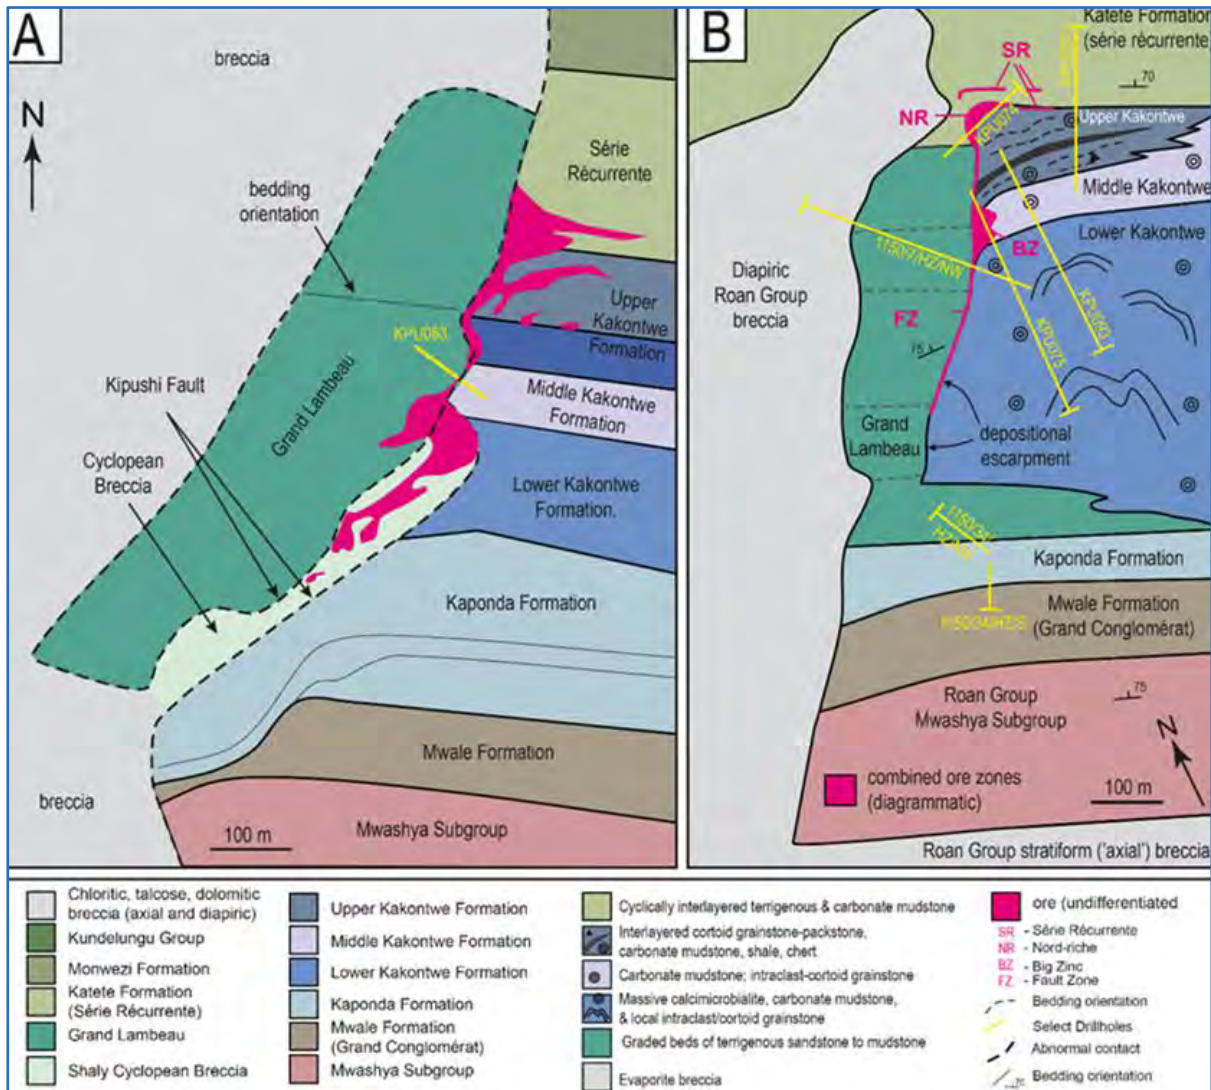 A
breccia
N
bedding
orientation
Série
Récurrente
Upper
Kakontwe
Formation
KPU083
Kipushi Fault
Grand Lambeau
Middle Kakontwe
Formation
Cyclopean
Breccia
Lower Kakontwe
Formation.
Kaponda Formation
Mwale Formation
breccia
100 m
Mwashya Subgroup
B
Katete Formation
(série récurrente)
SR
70
NR
KPU074
Upper Kakontwe
Middle Kakontwe
Lower Kakontwe
1150/7/HZ/NW
BZ
Diapiric
Roan Group
breccia
FZ
KPU093
KPU075
75
Grand
Lambeau
depositional
escarpment
Kaponda Formation
Mwale Formation
(Grand Conglomérat)
Roan Group
Mwashya Subgroup
75
N
combined ore zones
(diagrammatic)
100 m
Roan Group stratiform ('axial') breccia
Chloritic, talcose, dolomitic
breccia (axial and diapiric)
Kundelungu Group
Monwezi Formation
Katete Formation
(Série Récurrente)
Grand Lambeau
Shaly Cyclopean Breccia
Upper Kakontwe Formation
Middle Kakontwe Formation
Lower Kakontwe Formation
Kaponda Formation
Mwale Formation
(Grand Conglomérat)
Mwashya Subgroup
Cyclically interlayered terrigenous & carbonate mudstone
Interlayered cortoid grainstone-packstone,
carbonate mudstone, shale, chert
Carbonate mudstone; intraclast-cortoid grainstone
Massive calcimicrobialite, carbonate mudstone,
& local intraclast/cortoid grainstone
Graded beds of terrigenous sandstone to mudstone
Evaporite breccia
ore (undifferentiated
SR - Série Récurrente
NR - Nord-riche
BZ - Big Zinc
FZ - Fault Zone
Bedding orientation
Select Drillholes
Abnormal contact
Bedding orientation